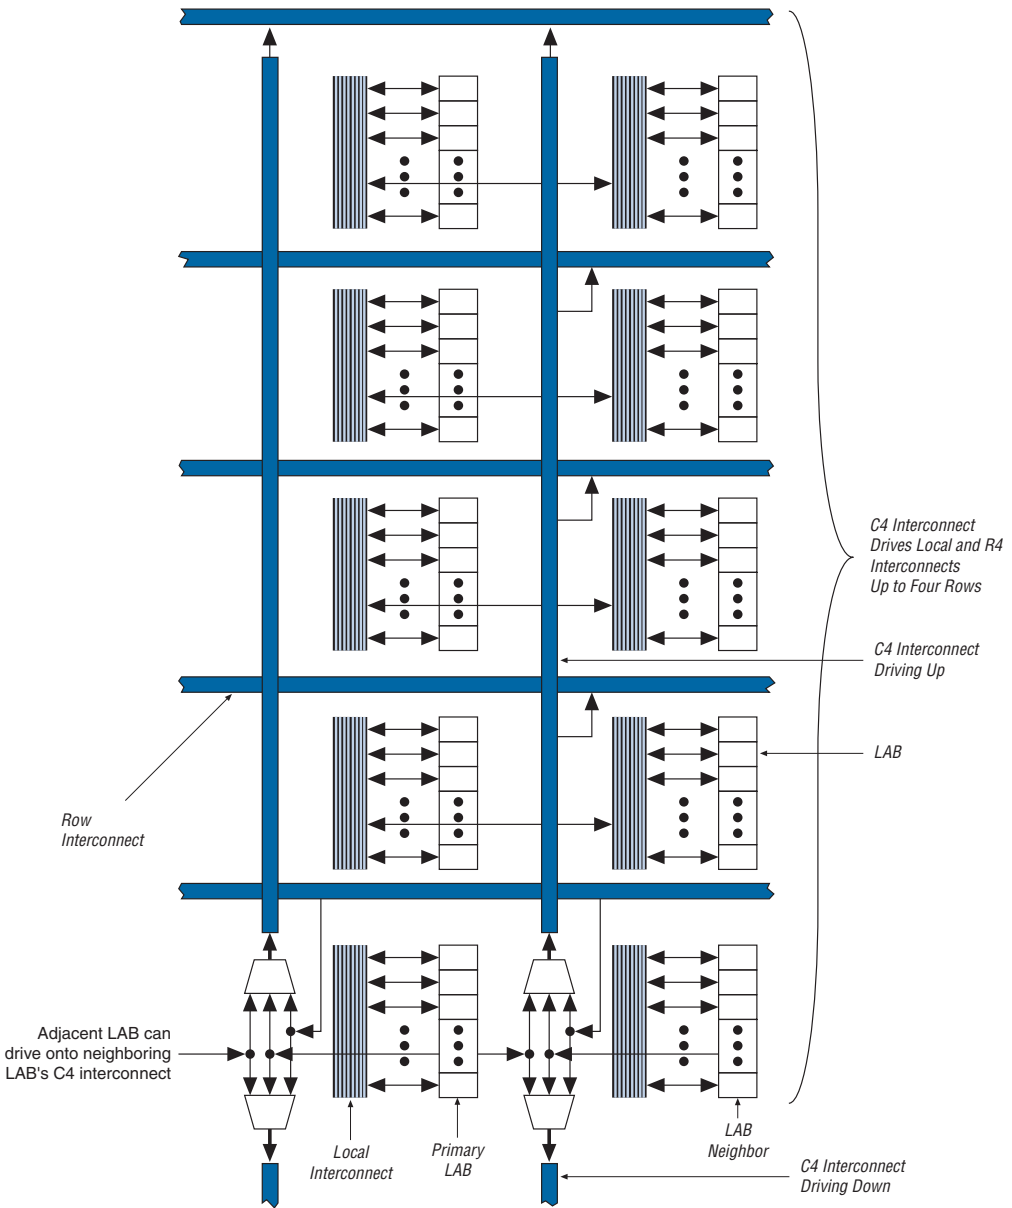 C4 Interconnect
Drives Local and R4
Interconnects
Up to Four Rows
C4 Interconnect
Driving Up
LAB
Row
Interconnect
Adjacent LAB can
drive onto neighboring
LAB's C4 interconnect
Local
Interconnect
Primary
LAB
LAB
Neighbor
C4 Interconnect
Driving Down